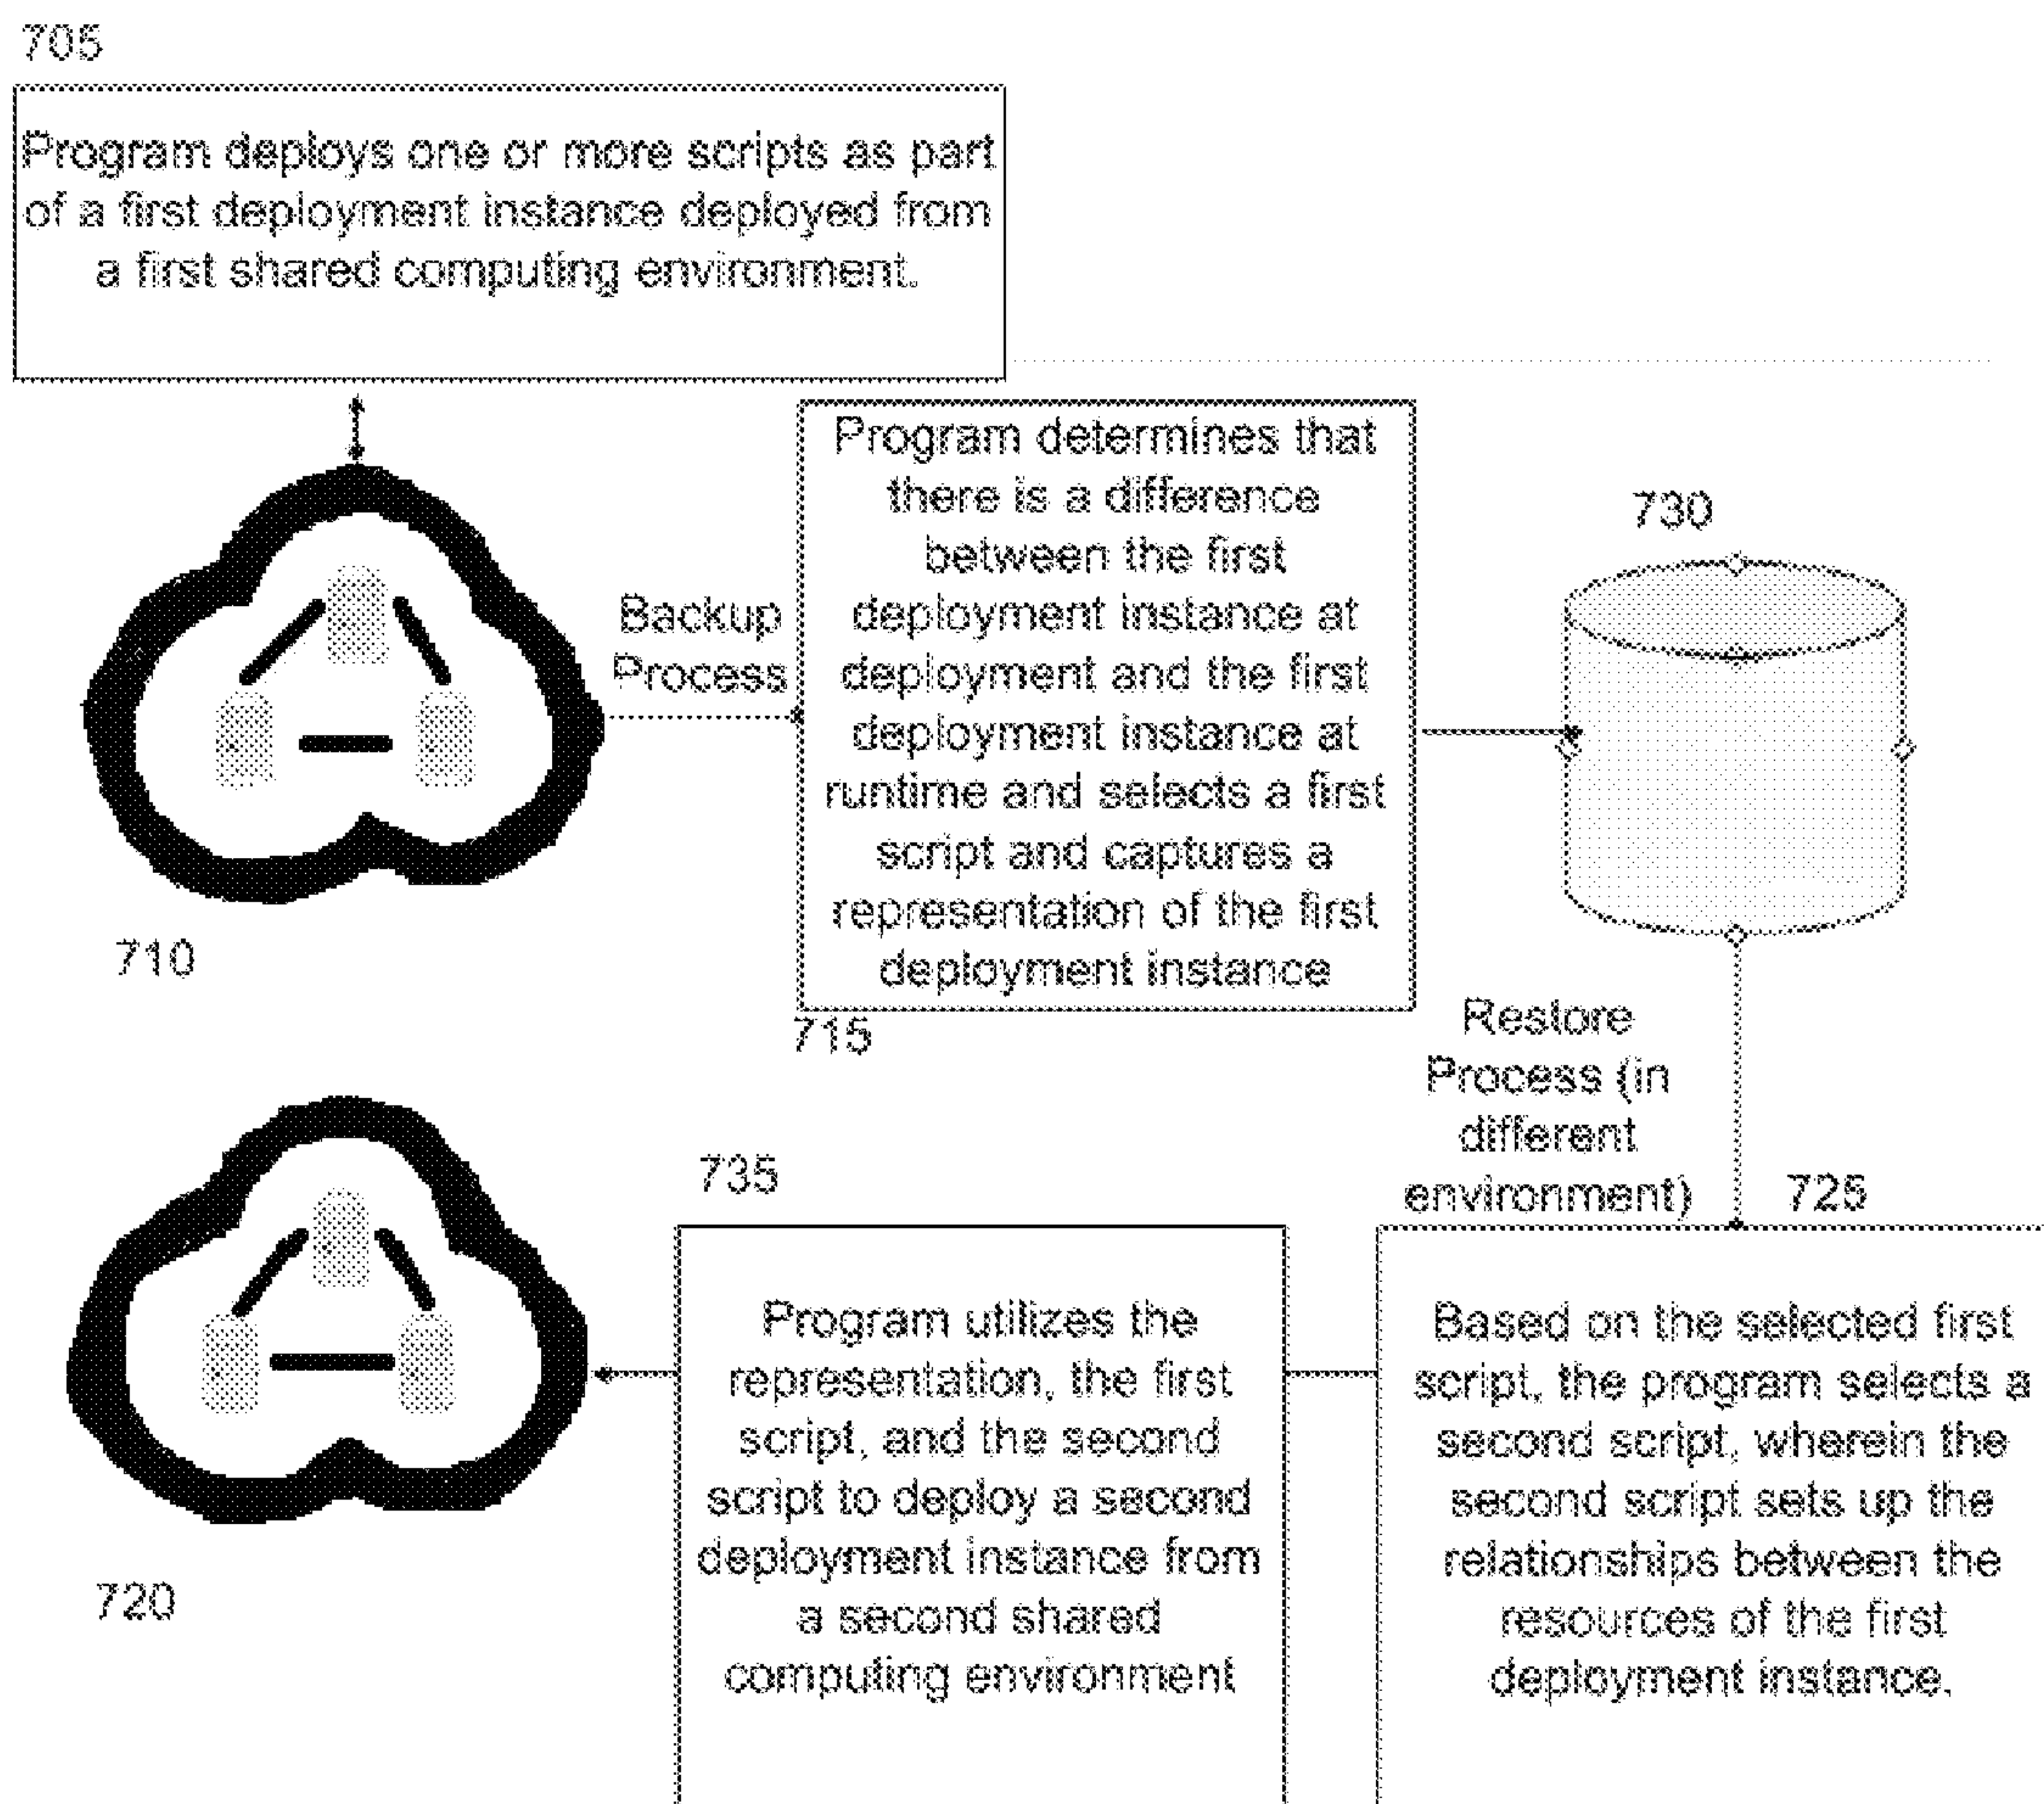 705
Program deploys one or more scripts as part
of a first deployment instance deployed from
a first shared computing environment.
Backup
Process
Program determines that
there is a difference
between the first
deployment instance at
deployment and the first
deployment instance at
runtime and selects a first
script and captures a
representation of the first
deployment instance
730
710
715
Restore
Process (in
different
environment)
725
735
Program utilizes the
representation, the first
script, and the second
script to deploy a second
deployment instance from
a second shared
computing environment
Based on the selected first
script, the program selects a
second script, wherein the
second script sets up the
relationships between the
resources of the first
deployment instance.
720